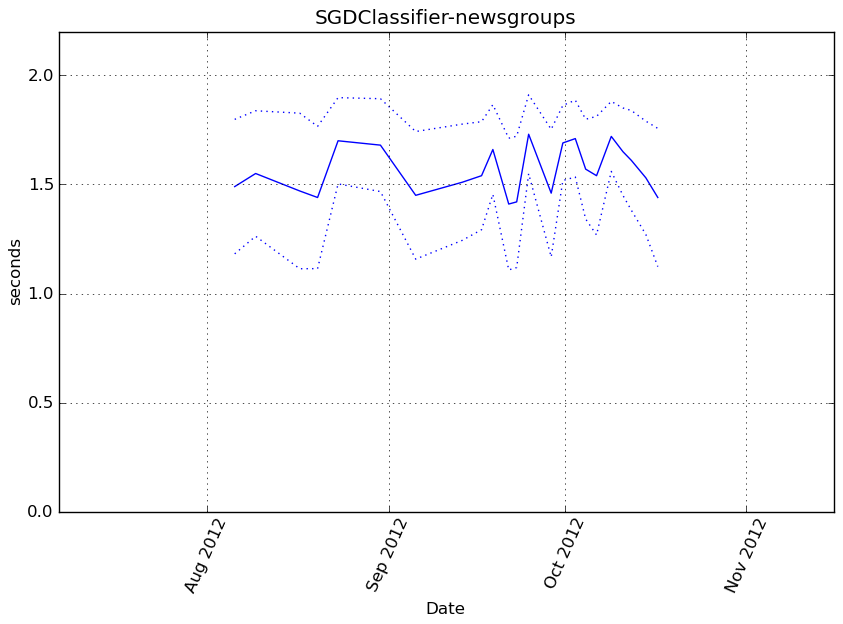 SGDClassifier-newsgroups
2.0
1.5
1.0
0.5
0.0
seconds
Aug 2012
Sep 2012
Oct 2012
Nov 2012
Date